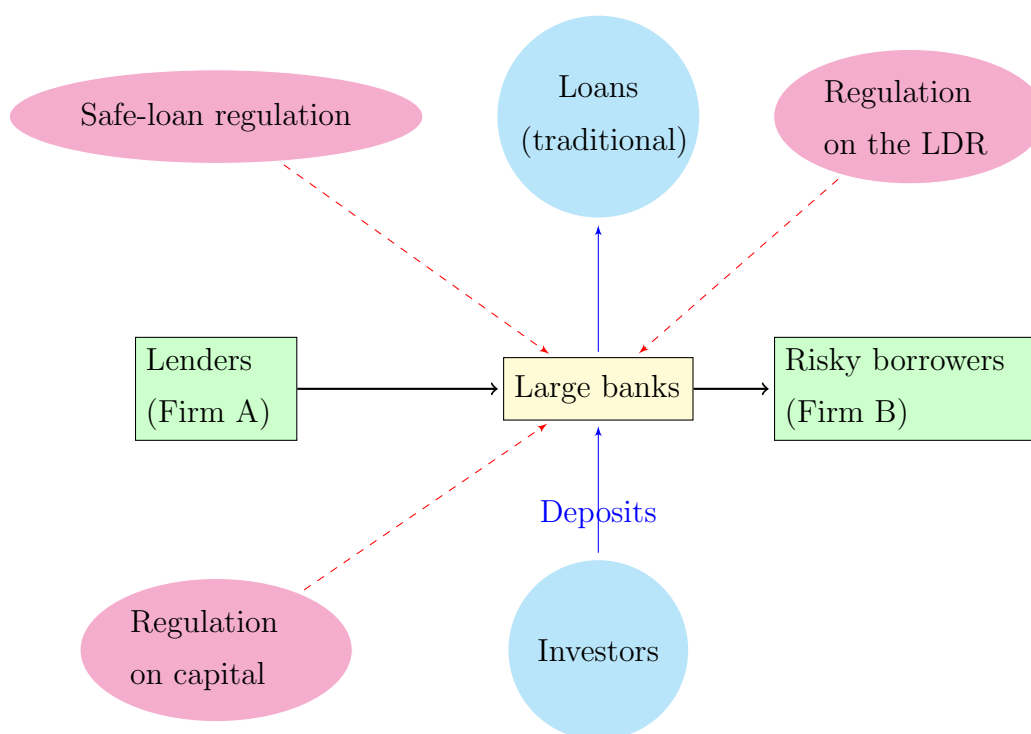 Safe-loan regulation
Loans
(traditional)
Regulation
on the LDR
Lenders
(Firm A)
Large banks
Risky borrowers
(Firm B)
Deposits
Regulation
on capital
Investors